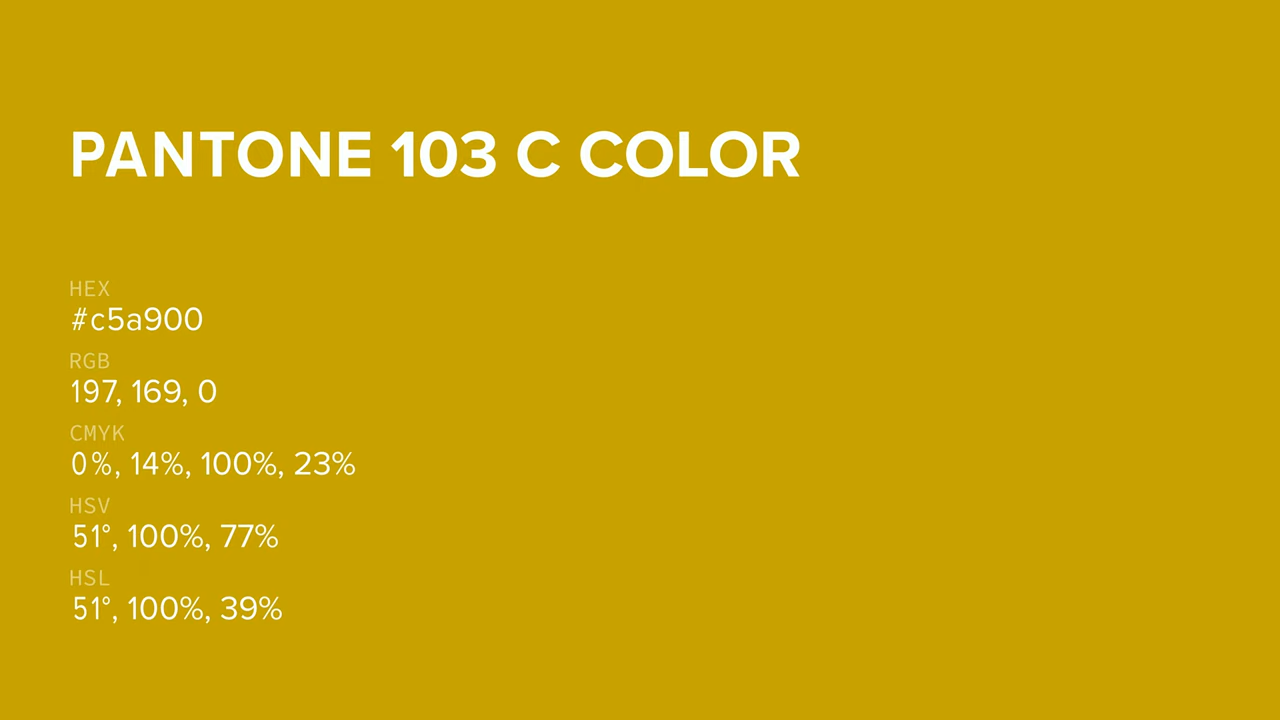 PANTONE 103 C COLOR
HEX
#c5a900
RGB
197, 169, 0
CMYK
0%, 14%, 100%, 23%
HSV
51°, 100%, 77%
HSL
51°, 100%, 39%